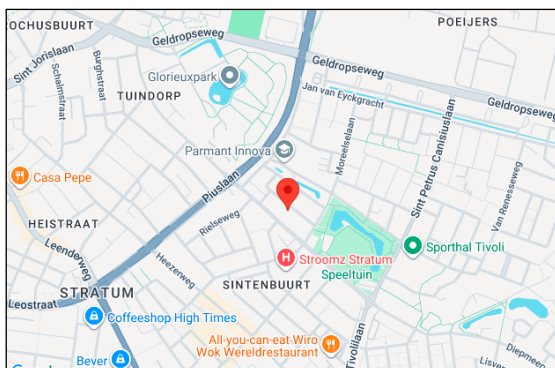 OCHUSBUURT
POEIJERS
Geldropseweg
Sint Jorislaan
Burghstraat
Schalmstraat
Glorieuxpark
Geldropseweg
TUINDORP
Jan van Eyckgracht
Moreelselaan
Sint Petrus Canisiuslaan
Parmant Innova
Van Renesseweg
Casa Pepe
Piuslaan
HEISTRAAT
Rielseweg
Leenderweg
Sporthal Tivoli
Heezerweg
Stroomz Stratum
Speeltuin
SINTENBUURT
STRATUM
Leostraat
Coffeeshop High Times
All-you-can-eat Wiro
Wok Wereldrestaurant
Tivolilaan
Diepmeer
Bever
Lisven